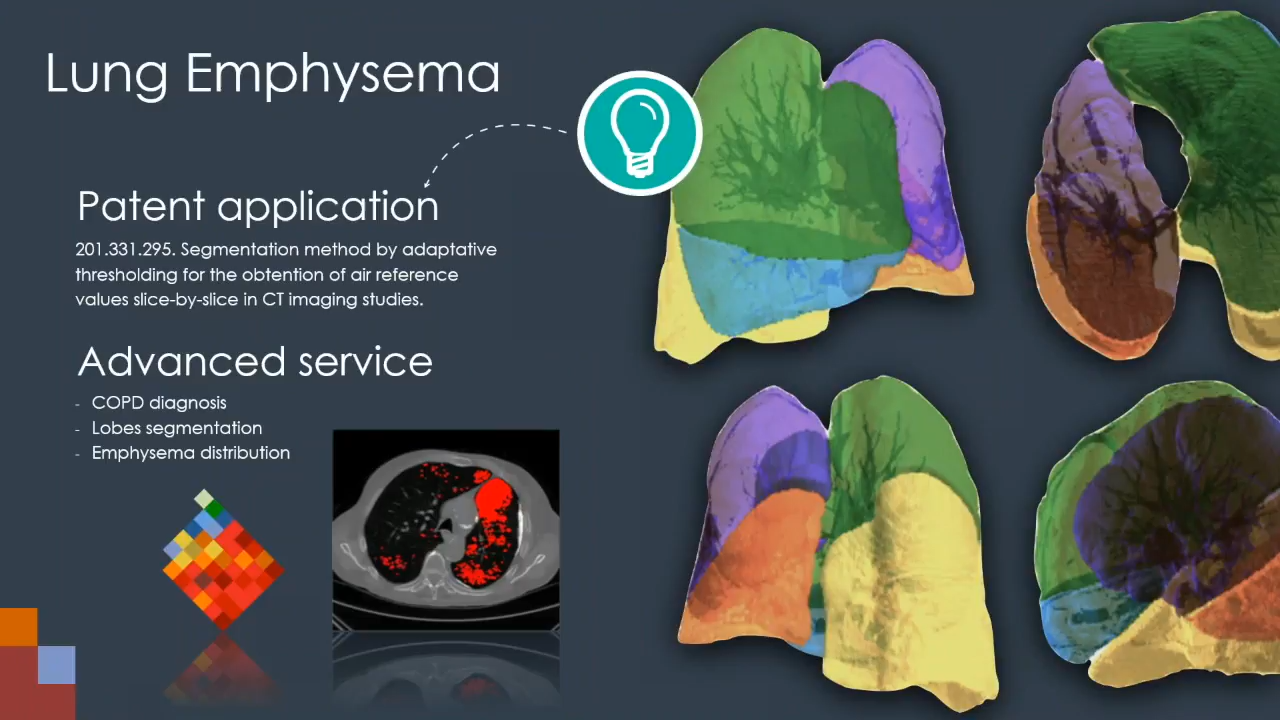 Lung Emphysema
Patent application
201.331.295. Segmentation method by adaptative
thresholding for the obtention of air reference
values slice-by-slice in CT imaging studies.
Advanced service
- COPD diagnosis
- Lobes segmentation
- Emphysema distribution